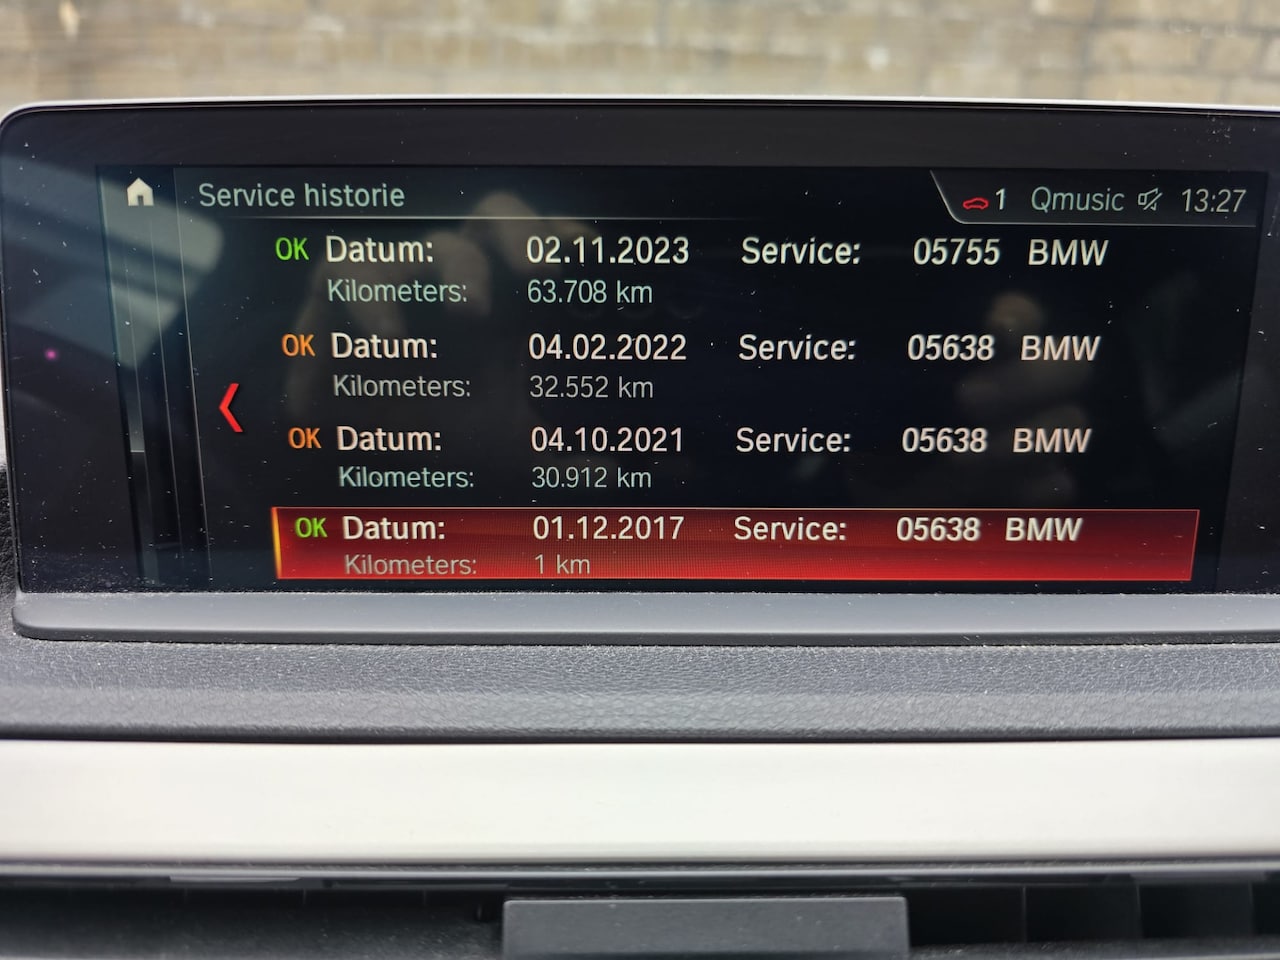 Service historie
1 Qmusic 13:27
OK Datum: 02.11.2023 Service: 05755 BMW
Kilometers: 63.708 km
OK Datum: 04.02.2022 Service: 05638 BMW
Kilometers: 32.552 km
OK Datum: 04.10.2021 Service: 05638 BMW
Kilometers: 30.912 km
OK Datum: 01.12.2017 Service: 05638 BMW
Kilometers: 1 km